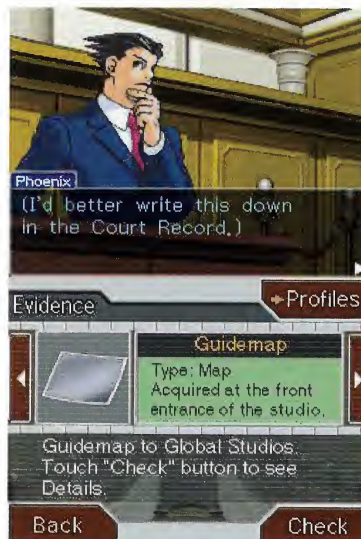 Phoenix
(I'd better write this down
in the Court Record.)
Evidence
Profiles
Guidemap
Type: Map
Acquired at the front
entrance of the studio.
Guidemap to Global Studios.
Touch "Check" button to see
Details.
Back
Check